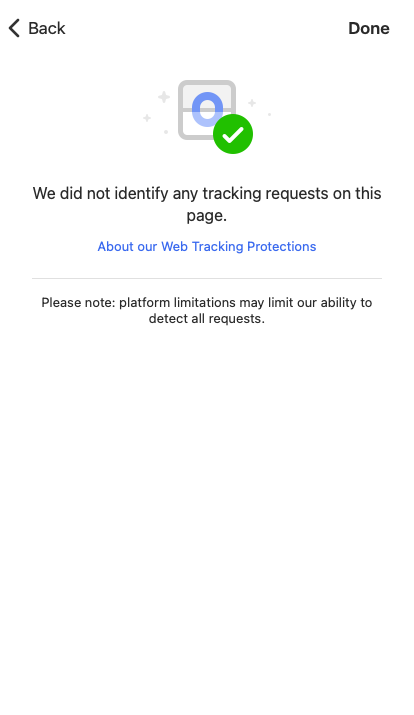 Back
Done
0
We did not identify any tracking requests on this
page.
About our Web Tracking Protections
Please note: platform limitations may limit our ability to
detect all requests.